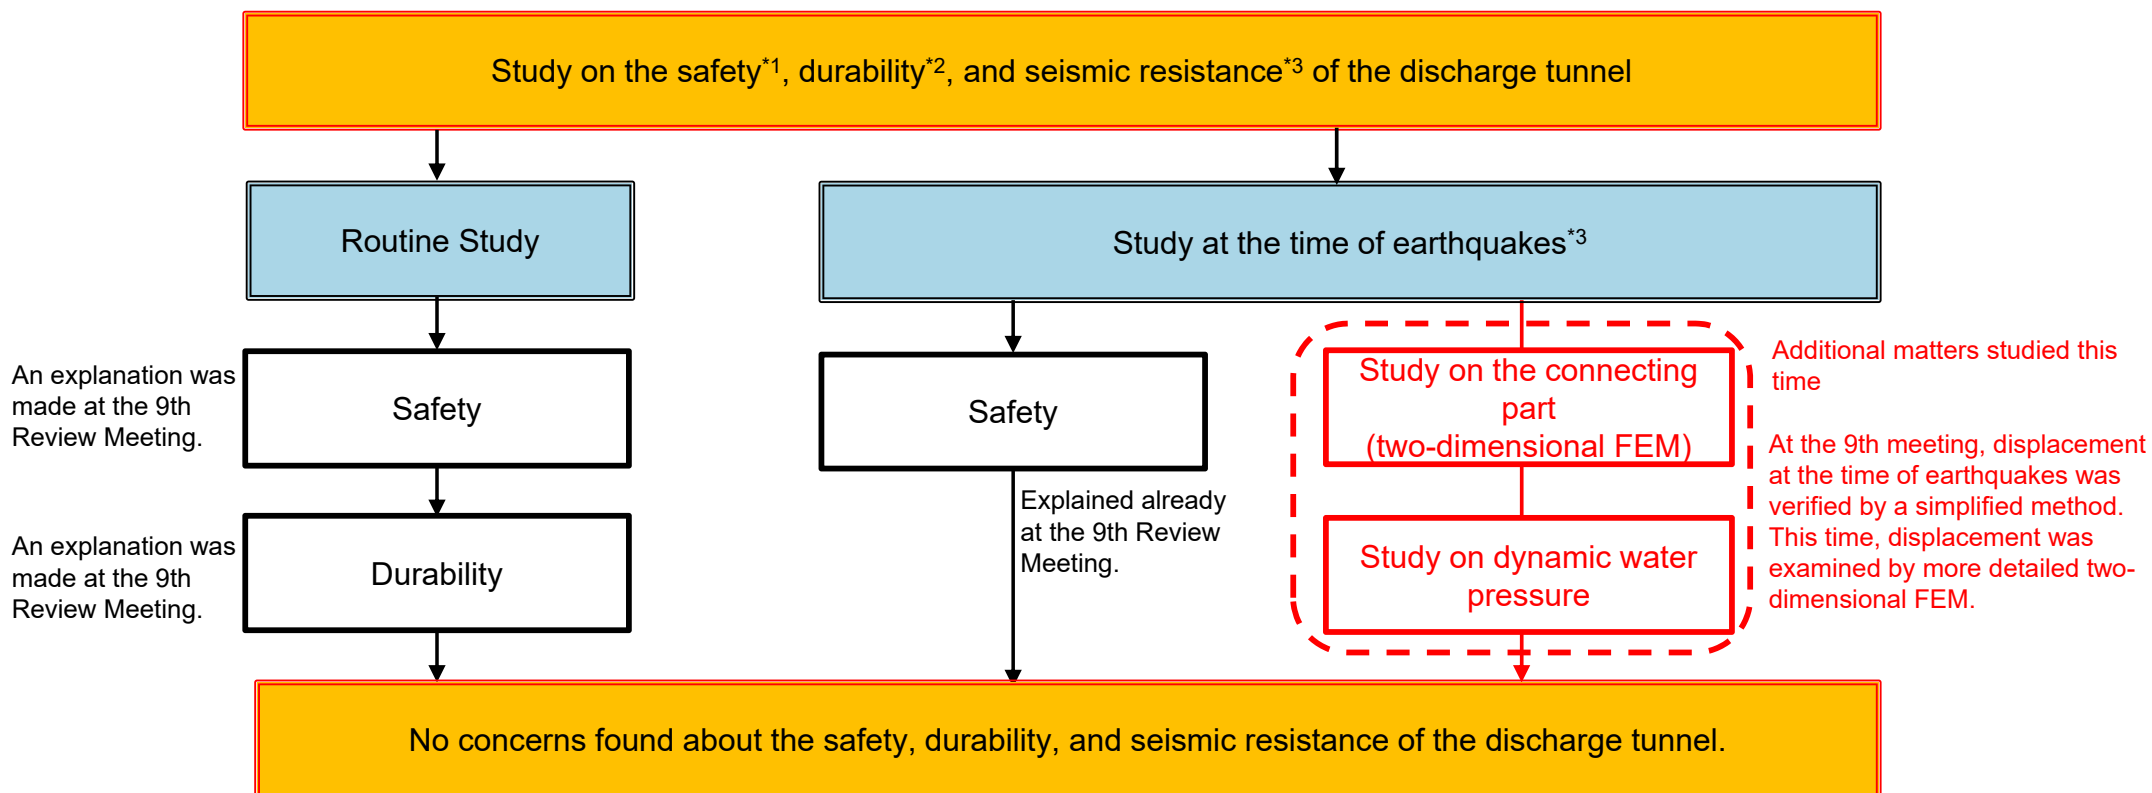 Study on the safety*1, durability*2, and seismic resistance*3 of the discharge tunnel
Routine Study
Study at the time of earthquakes*3
An explanation was
made at the 9th
Review Meeting.
Safety
Safety
Study on the connecting
part
(two-dimensional FEM)
Additional matters studied this
time
At the 9th meeting, displacement
at the time of earthquakes was
verified by a simplified method.
This time, displacement was
examined by more detailed two-
dimensional FEM.
Explained already
at the 9th Review
Meeting.
An explanation was
made at the 9th
Review Meeting.
Durability
Study on dynamic water
pressure
No concerns found about the safety, durability, and seismic resistance of the discharge tunnel.